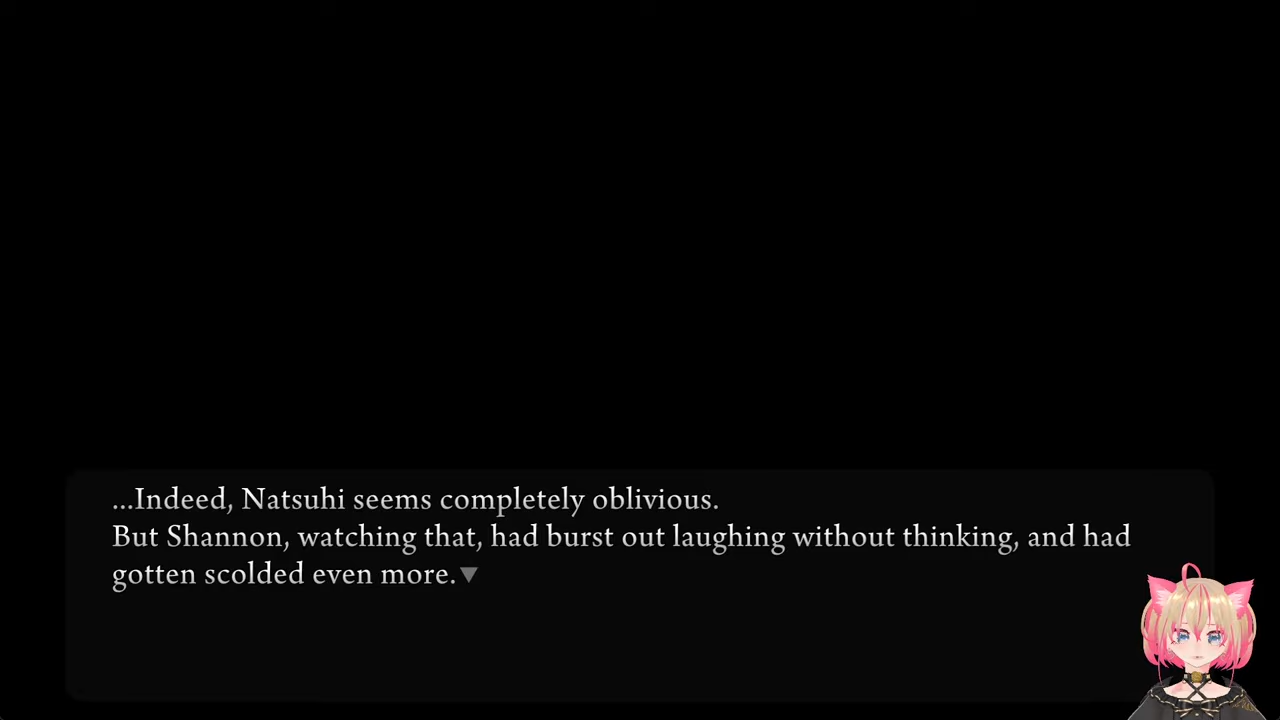 ...Indeed, Natsuhi seems completely oblivious.
But Shannon, watching that, had burst out laughing without thinking, and had
gotten scolded even more.